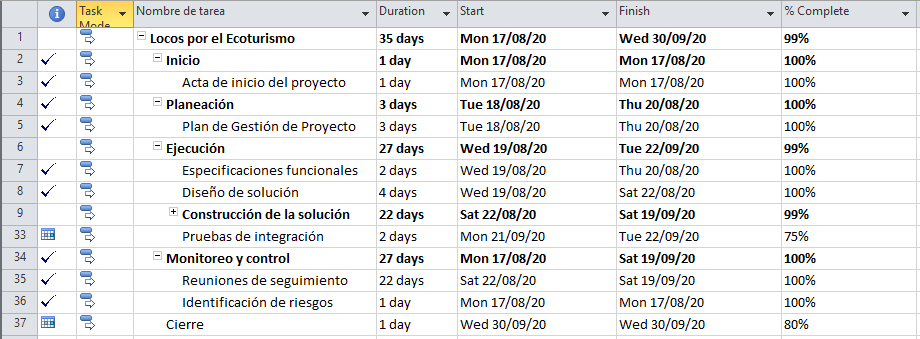 Task Mode Nombre de tarea Duration Start Finish % Complete
1 Locos por el Ecoturismo 35 days Mon 17/08/20 Wed 30/09/20 99%
2 Inicio 1 day Mon 17/08/20 Mon 17/08/20 100%
3 Acta de inicio del proyecto 1 day Mon 17/08/20 Mon 17/08/20 100%
4 Planeación 3 days Tue 18/08/20 Thu 20/08/20 100%
5 Plan de Gestión de Proyecto 3 days Tue 18/08/20 Thu 20/08/20 100%
6 Ejecución 27 days Wed 19/08/20 Tue 22/09/20 99%
7 Especificaciones funcionales 2 days Wed 19/08/20 Thu 20/08/20 100%
8 Diseño de solución 4 days Wed 19/08/20 Sat 22/08/20 100%
9 Construcción de la solución 22 days Sat 22/08/20 Sat 19/09/20 99%
33 Pruebas de integración 2 days Mon 21/09/20 Tue 22/09/20 75%
34 Monitoreo y control 27 days Mon 17/08/20 Sat 19/09/20 100%
35 Reuniones de seguimiento 22 days Sat 22/08/20 Sat 19/09/20 100%
36 Identificación de riesgos 1 day Mon 17/08/20 Mon 17/08/20 100%
37 Cierre 1 day Wed 30/09/20 Wed 30/09/20 80%